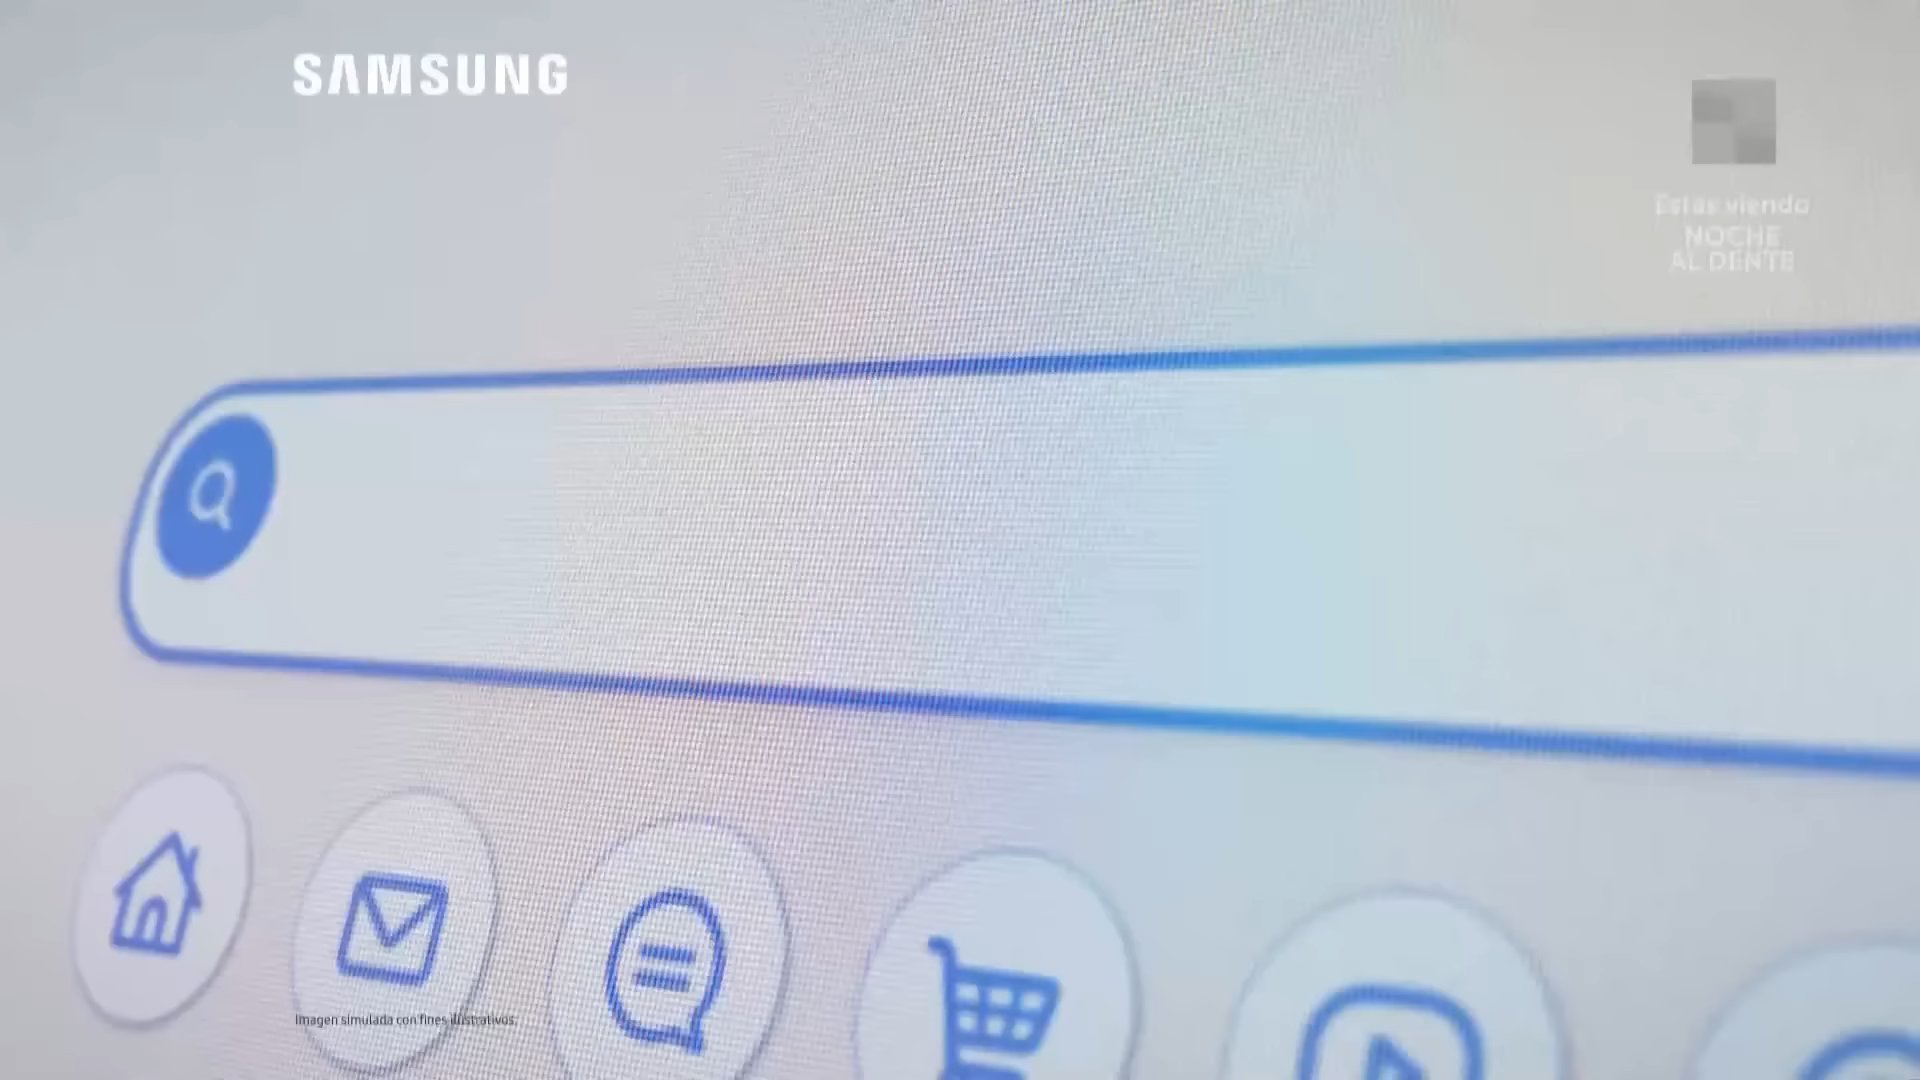 SAMSUNG
Estás viendo
NOCHE
AL DENTE
Imagen simulada con fines ilustrativos.